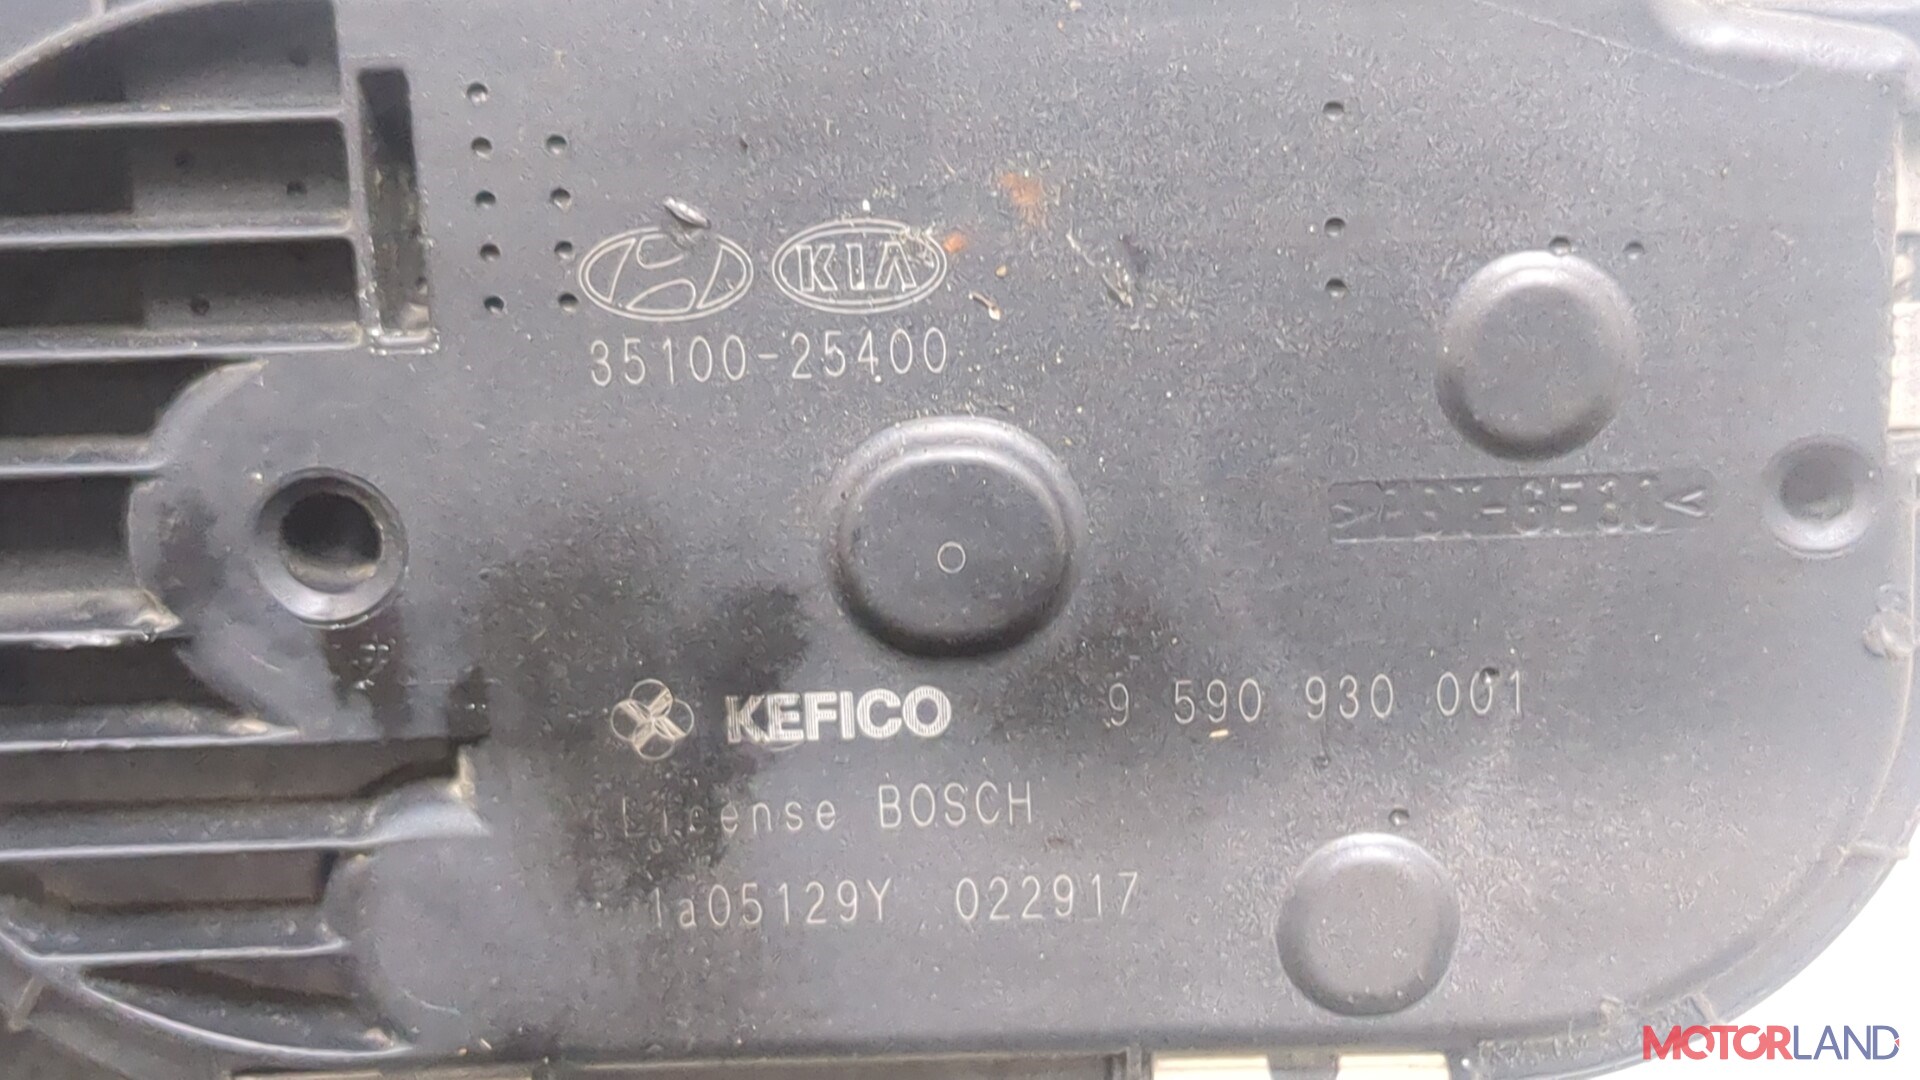 KIA
35100-25400
KEFICO 9 590 930 001
License BOSCH
1a05129Y 022917
MOTORLAND